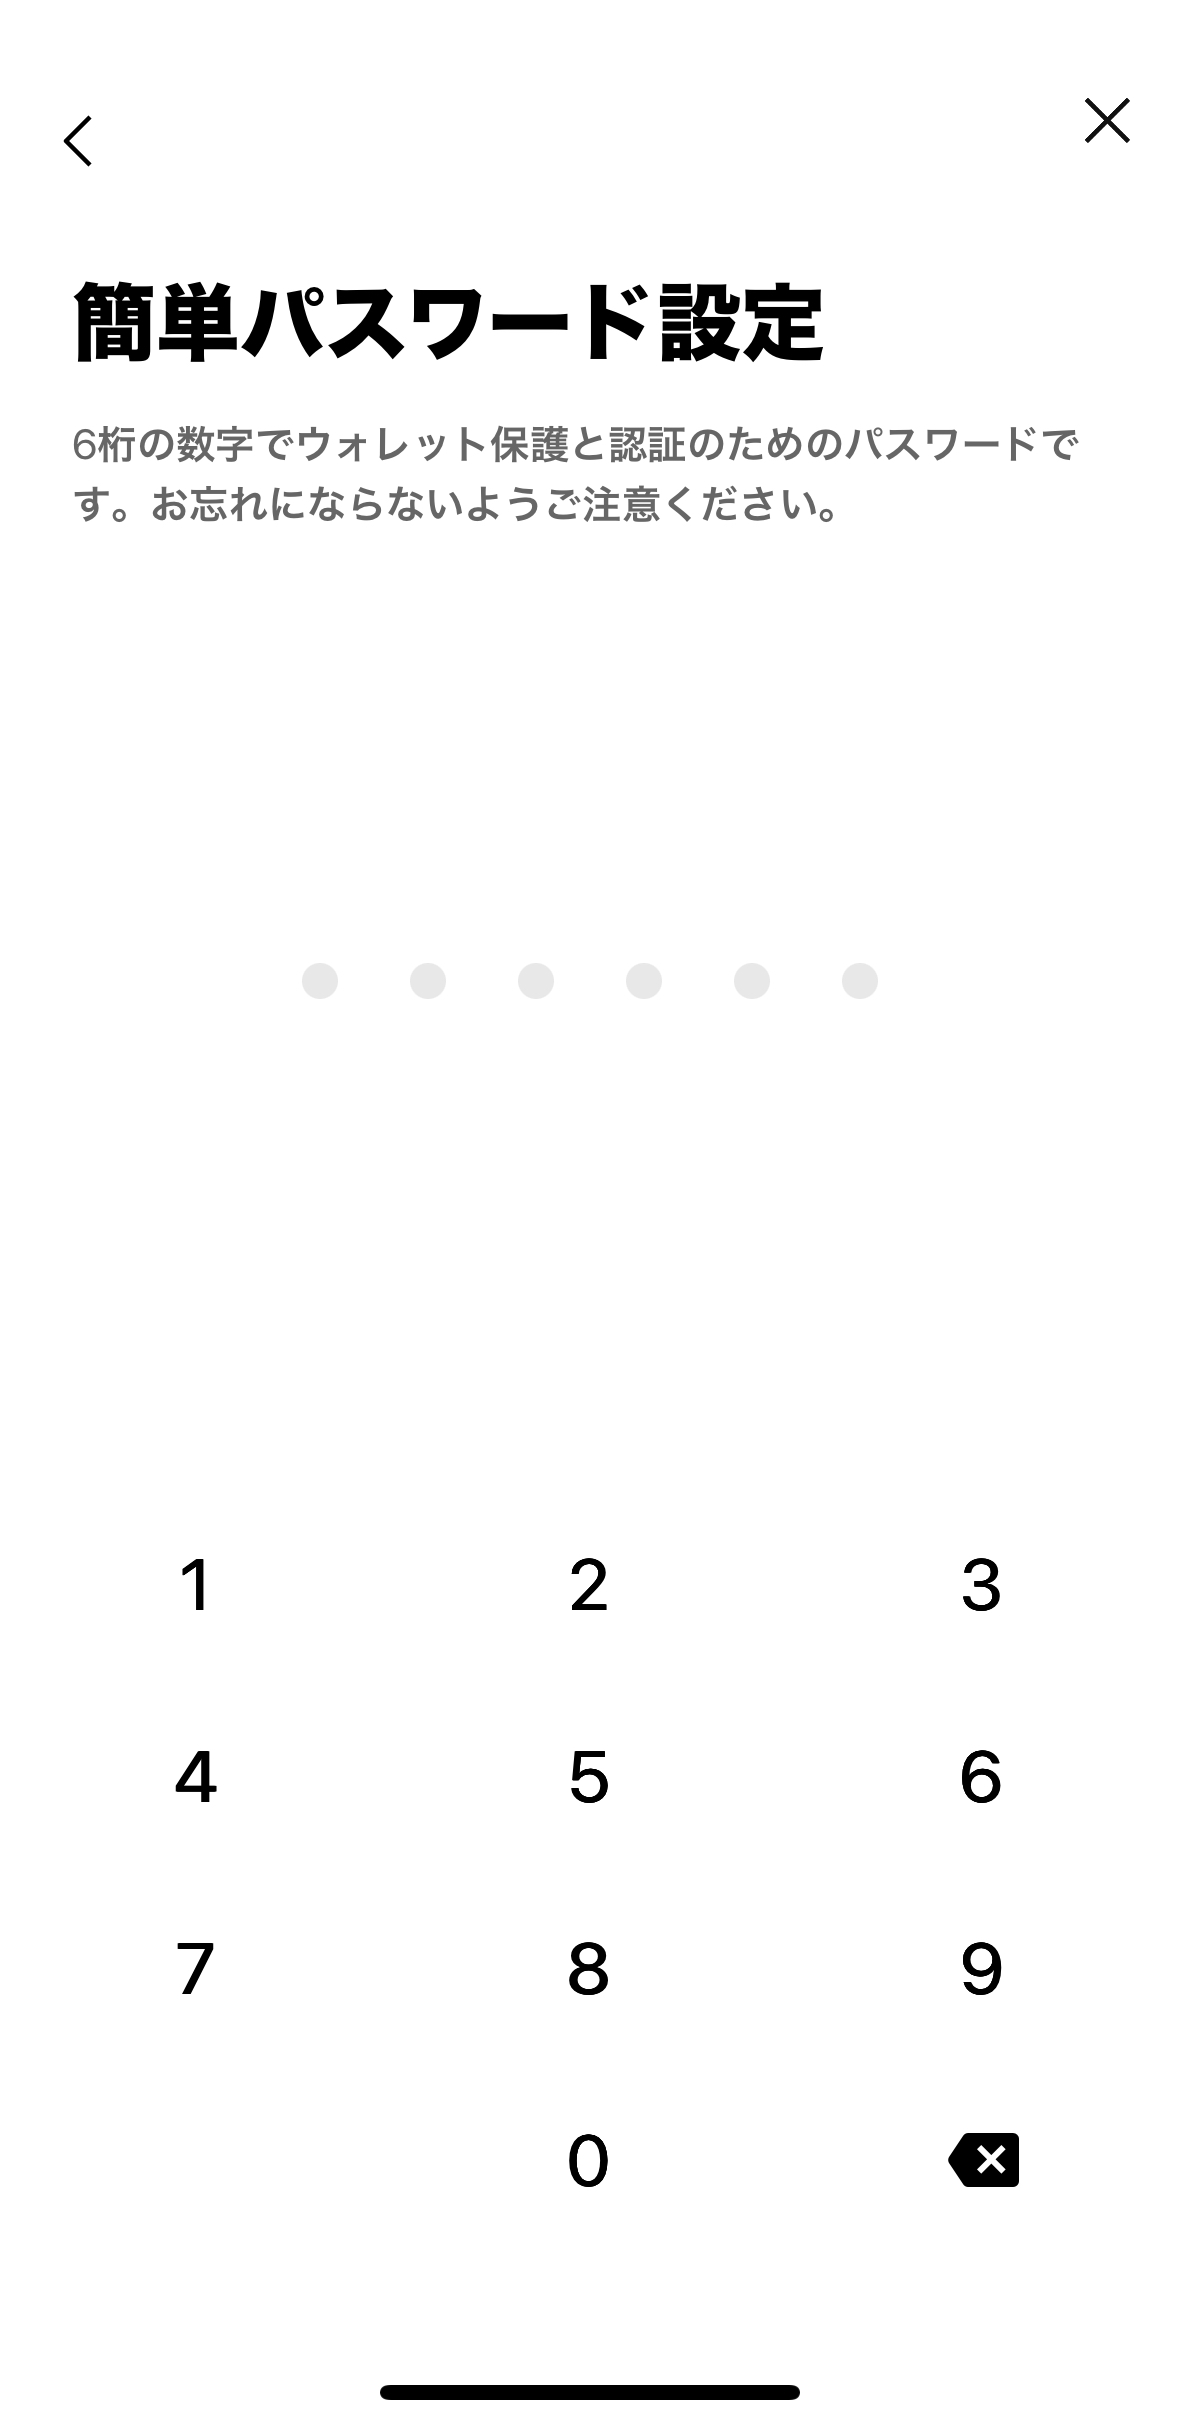 簡単パスワード設定
6桁の数字でウォレット保護と認証のためのパスワードで
す。お忘れにならないようご注意ください。
1 2 3
4 5 6
7 8 9
0